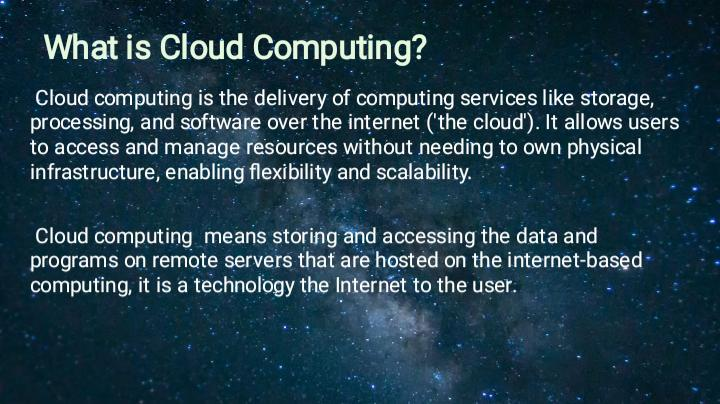 What is Cloud Computing?
Cloud computing is the delivery of computing services like storage,
processing, and software over the internet ('the cloud'). It allows users
to access and manage resources without needing to own physical
infrastructure, enabling flexibility and scalability.
Cloud computing  means storing and accessing the data and
programs on remote servers that are hosted on the internet-based
computing, it is a technology the Internet to the user.